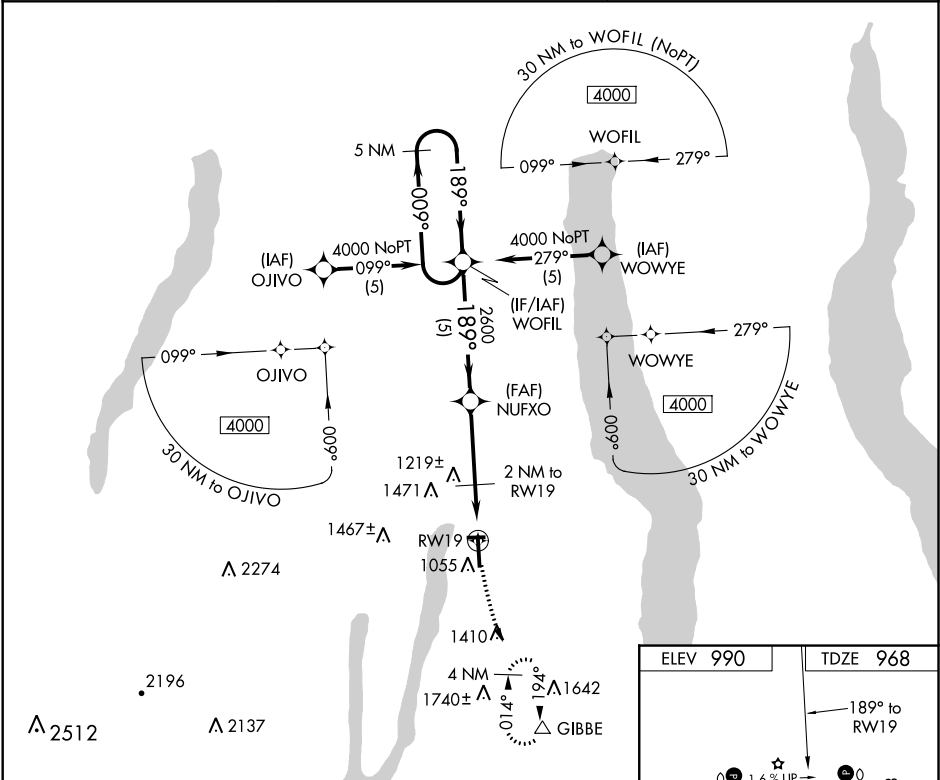 30 NM to WOFIL (NoPT)
4000
WOFIL
099°
279°
5 NM
009°
189°
(IAF)
OJIVO
4000 NoPT
099°
(5)
4000 NoPT
279°
(5)
(IAF)
WOWYE
(IF/IAF)
WOFIL
2600
189°
(5)
099°
OJIVO
4000
009°
30 NM to OJIVO
279°
WOWYE
4000
009°
30 NM to WOWYE
(FAF)
NUFXO
1219±
1471
2 NM to
RW19
1467±
RW19
1055
2274
1410
4 NM
1740±
014°
194°
1642
GIBBE
2196
2512
2137
ELEV 990
TDZE 968
189° to
RW19
1.6% UP
P
P